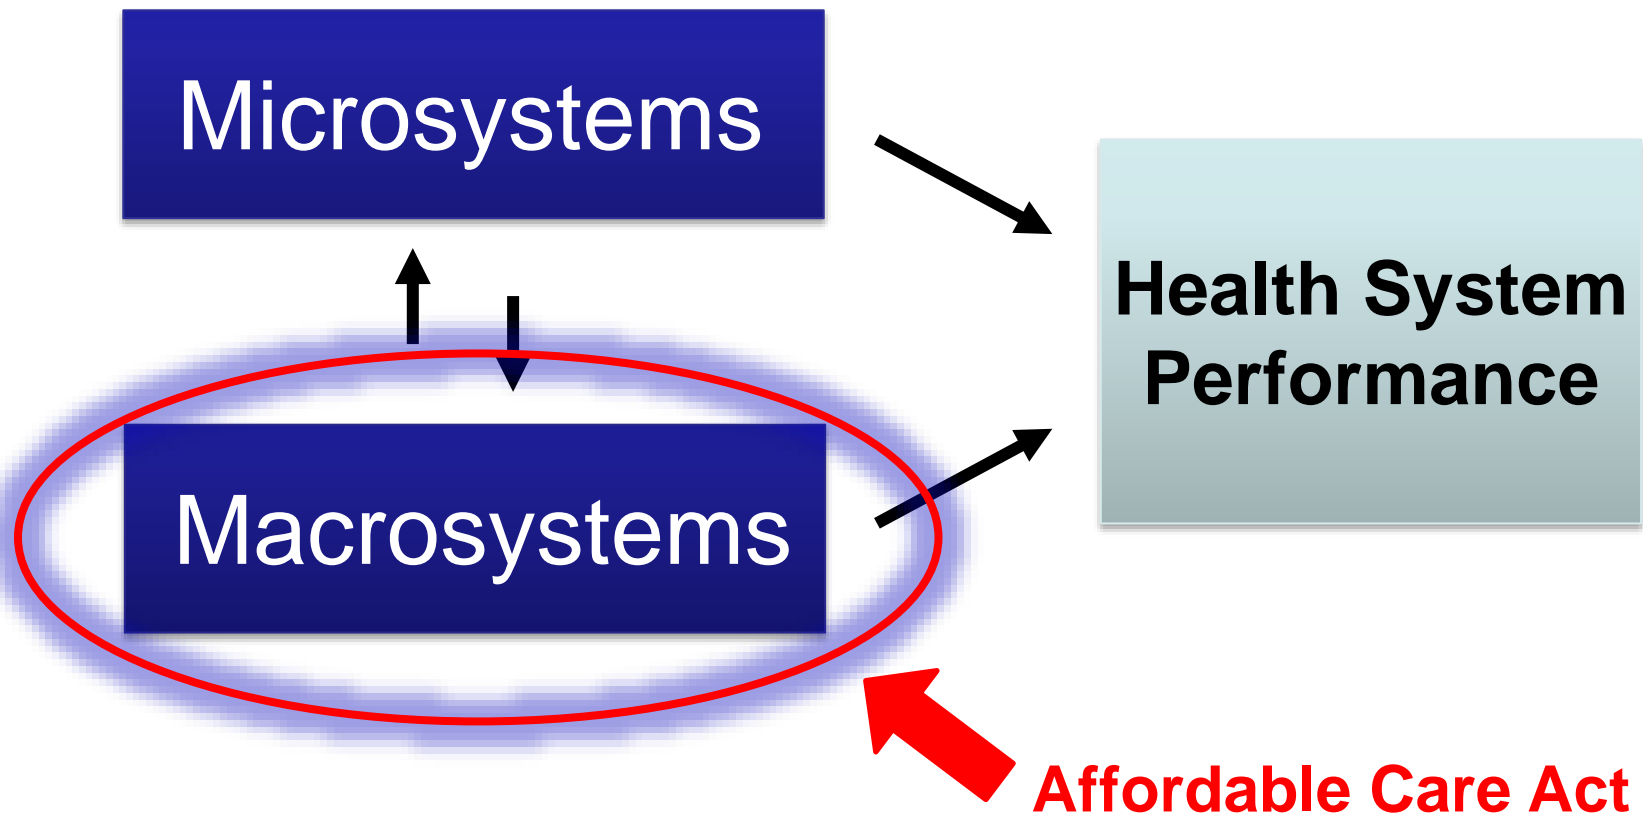 Microsystems
Health System
Performance
Macrosystems
Affordable Care Act